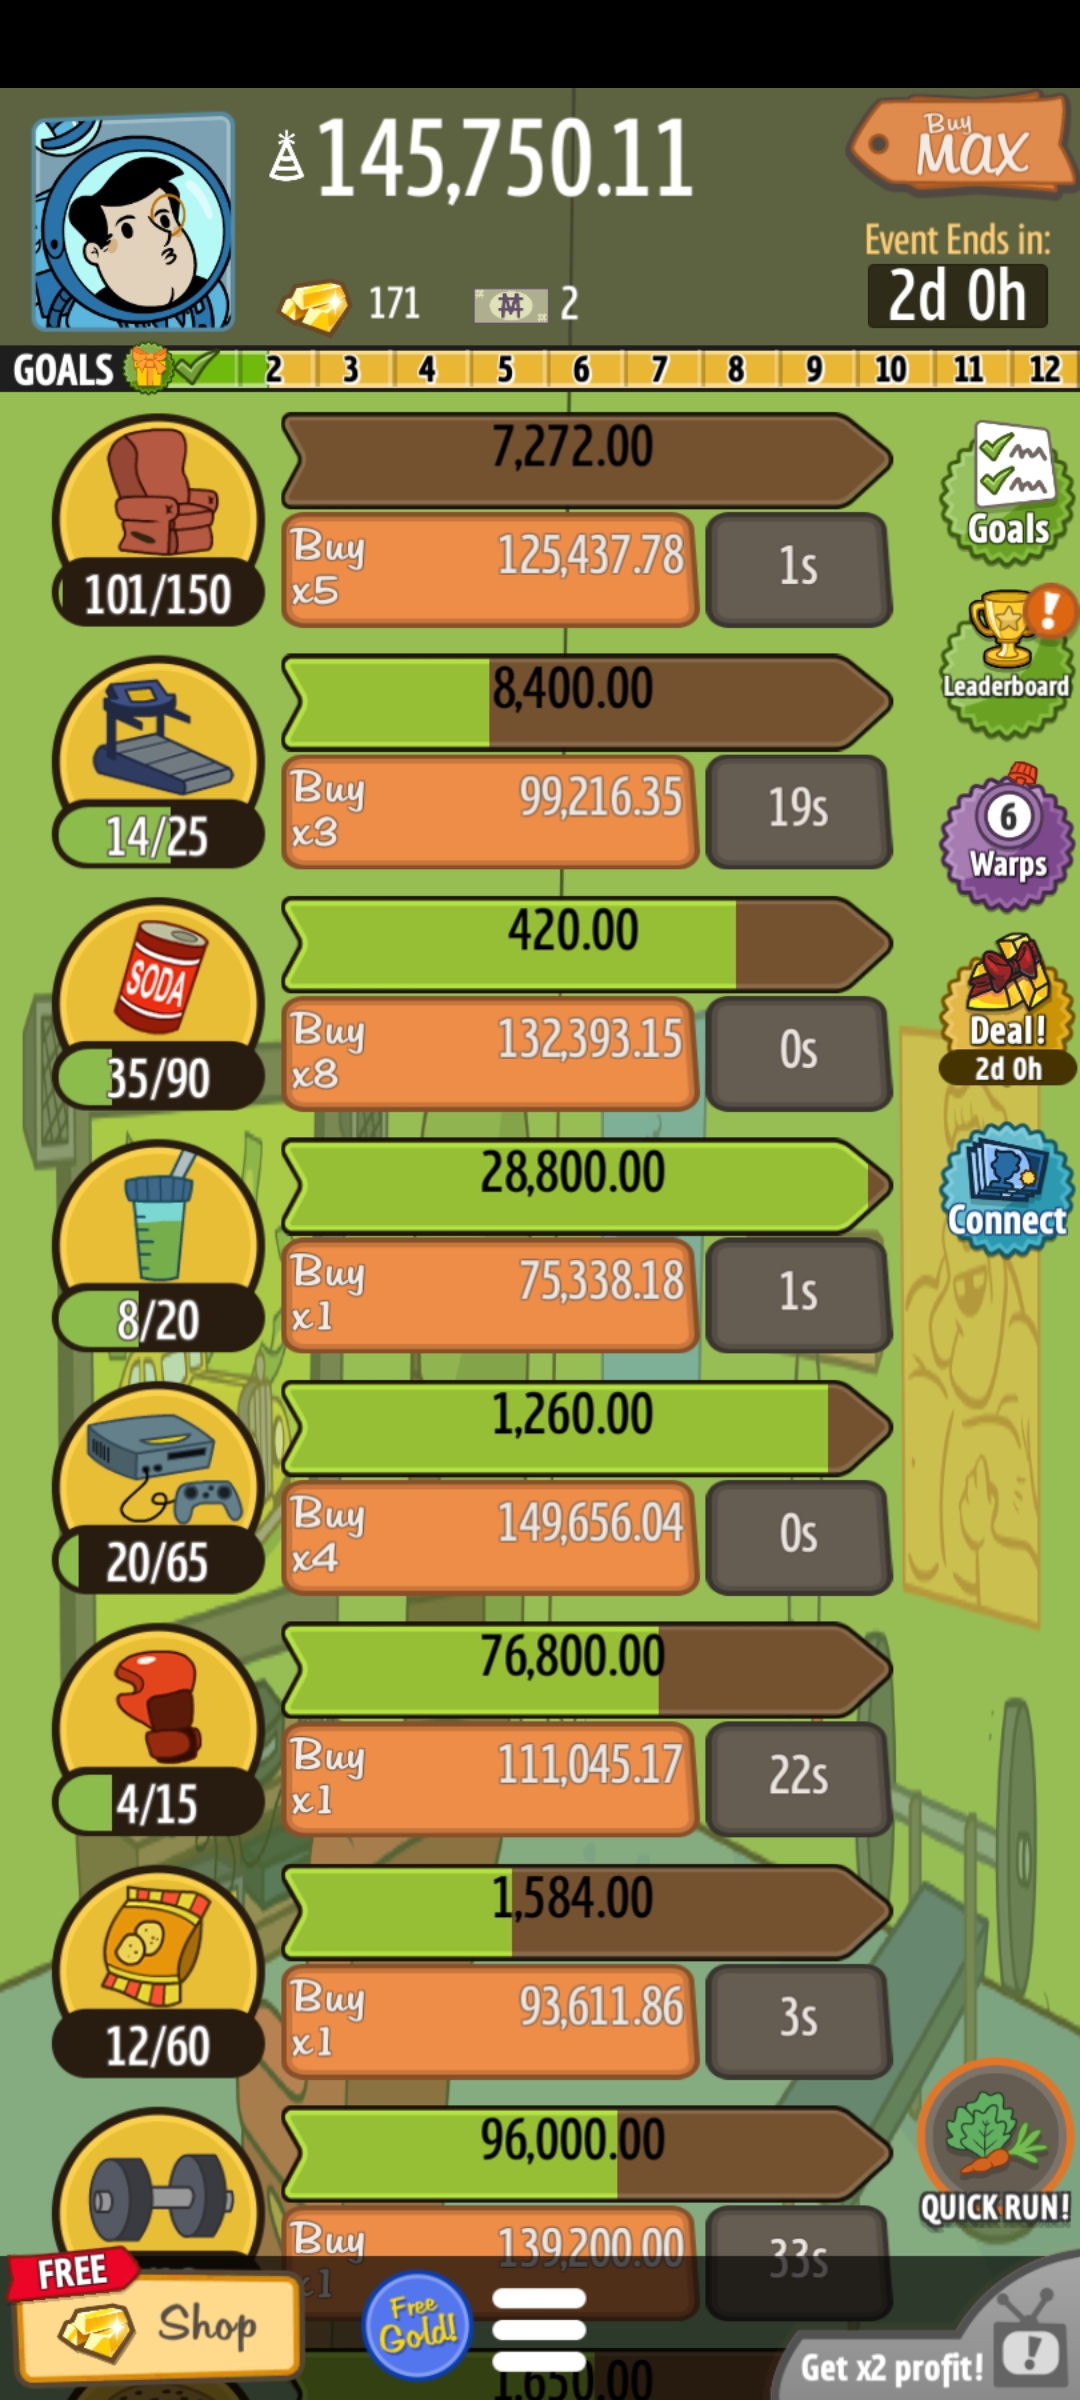 145,750.11
Buy
MAX
Event Ends in:
171
2
2d 0h
GOALS 2 3 4 5 6 7 8 9 10 11 12
7,272.00
Buy
x5
125,437.78
1s
101/150
Goals
8,400.00
Leaderboard
Buy
x3
99,216.35
19s
14/25
6
Warps
420.00
SODA
Buy
x8
132,393.15
0s
35/90
Deal!
2d 0h
28,800.00
Buy
x1
75,338.18
1s
8/20
Connect
1,260.00
Buy
x4
149,656.04
0s
20/65
76,800.00
Buy
x1
111,045.17
22s
4/15
1,584.00
Buy
x1
93,611.86
3s
12/60
96,000.00
QUICK RUN!
Buy
x1
139,200.00
33s
FREE
Shop
Free
Gold!
Get x2 profit!
1,650.00